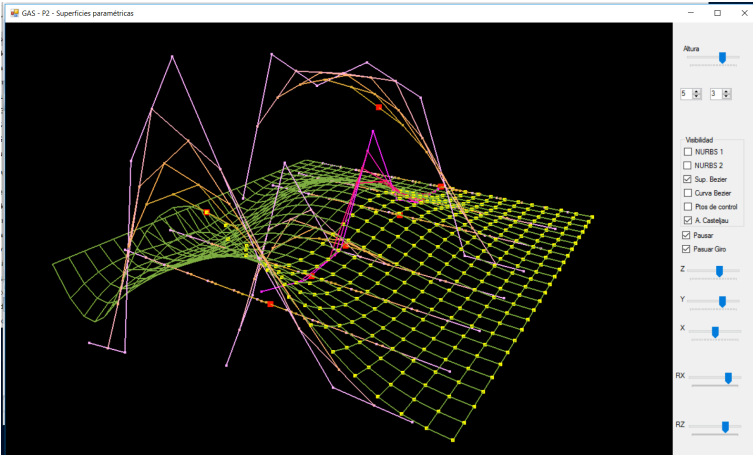 GAS - P2 - Superficies paramétricas
Altura
5 3
Visibilidad
NURBS 1
NURBS 2
Sup. Bezier
Curva Bezier
Ptos de control
A. Casteljau
Pausar
Pasuar Giro
Z
Y
X
RX
RZ